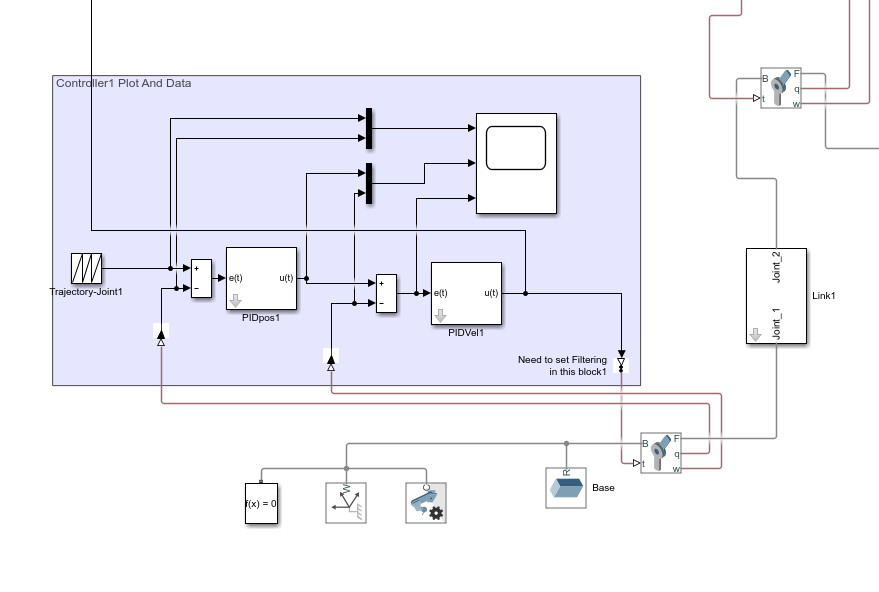 Controller1 Plot And Data
B
F
q
t
w
+
−
e(t)
u(t)
PIDpos1
Trajectory-Joint1
+
−
e(t)
u(t)
PIDVel1
Joint_2
Joint_1
Link1
Need to set Filtering
in this block1
B
F
q
t
w
f(x) = 0
W
C
R
Base